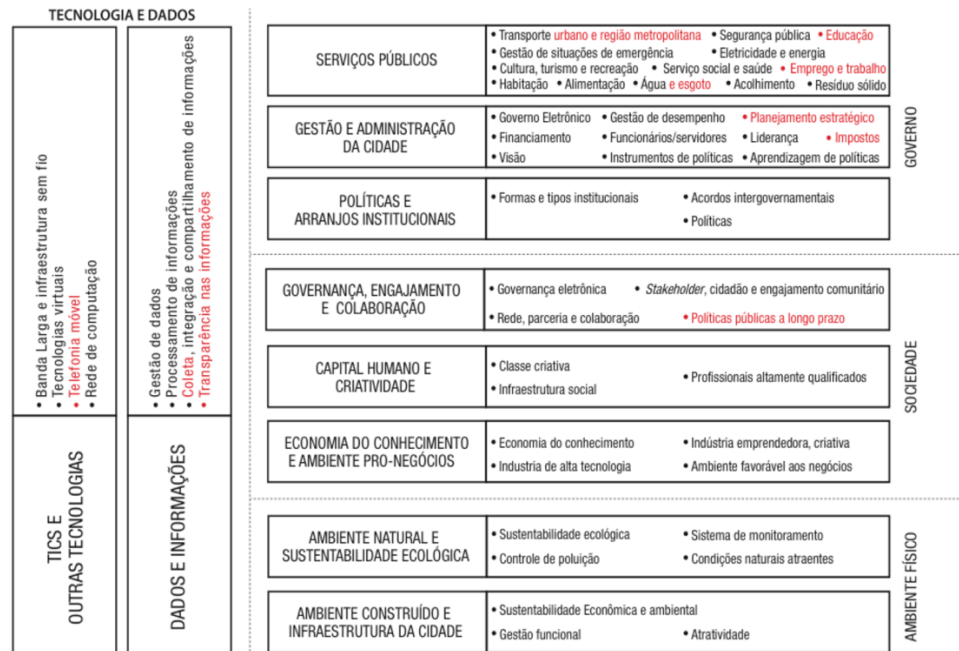 TECNOLOGIA E DADOS
• Banda Larga e infraestrutura sem fio
• Tecnologias virtuais
• Telefonia móvel
• Rede de computação
TICS E
OUTRAS TECNOLOGIAS
• Gestão de dados
• Processamento de informações
• Coleta, integração e compartilhamento de informações
• Transparência nas informações
DADOS E INFORMAÇÕES
SERVIÇOS PÚBLICOS
• Transporte urbano e região metropolitana • Segurança pública • Educação
• Gestão de situações de emergência • Eletricidade e energia
• Cultura, turismo e recreação • Serviço social e saúde • Emprego e trabalho
• Habitação • Alimentação • Água e esgoto • Acolhimento • Resíduo sólido
GESTÃO E ADMINISTRAÇÃO
DA CIDADE
• Governo Eletrônico • Gestão de desempenho • Planejamento estratégico
• Financiamento • Funcionários/servidores • Liderança • Impostos
• Visão • Instrumentos de políticas • Aprendizagem de políticas
POLÍTICAS E
ARRANJOS INSTITUCIONAIS
• Formas e tipos institucionais • Acordos intergovernamentais
• Políticas
GOVERNO
GOVERNANÇA, ENGAJAMENTO
E COLABORAÇÃO
• Governança eletrônica • Stakeholder, cidadão e engajamento comunitário
• Rede, parceria e colaboração • Políticas públicas a longo prazo
CAPITAL HUMANO E
CRIATIVIDADE
• Classe criativa
• Infraestrutura social
• Profissionais altamente qualificados
ECONOMIA DO CONHECIMENTO
E AMBIENTE PRO-NEGÓCIOS
• Economia do conhecimento • Indústria emprendedora, criativa
• Industria de alta tecnologia • Ambiente favorável aos negócios
SOCIEDADE
AMBIENTE NATURAL E
SUSTENTABILIDADE ECOLÓGICA
• Sustentabilidade ecológica • Sistema de monitoramento
• Controle de poluição • Condições naturais atraentes
AMBIENTE CONSTRUÍDO E
INFRAESTRUTURA DA CIDADE
• Sustentabilidade Econômica e ambiental
• Gestão funcional • Atratividade
AMBIENTE FÍSICO